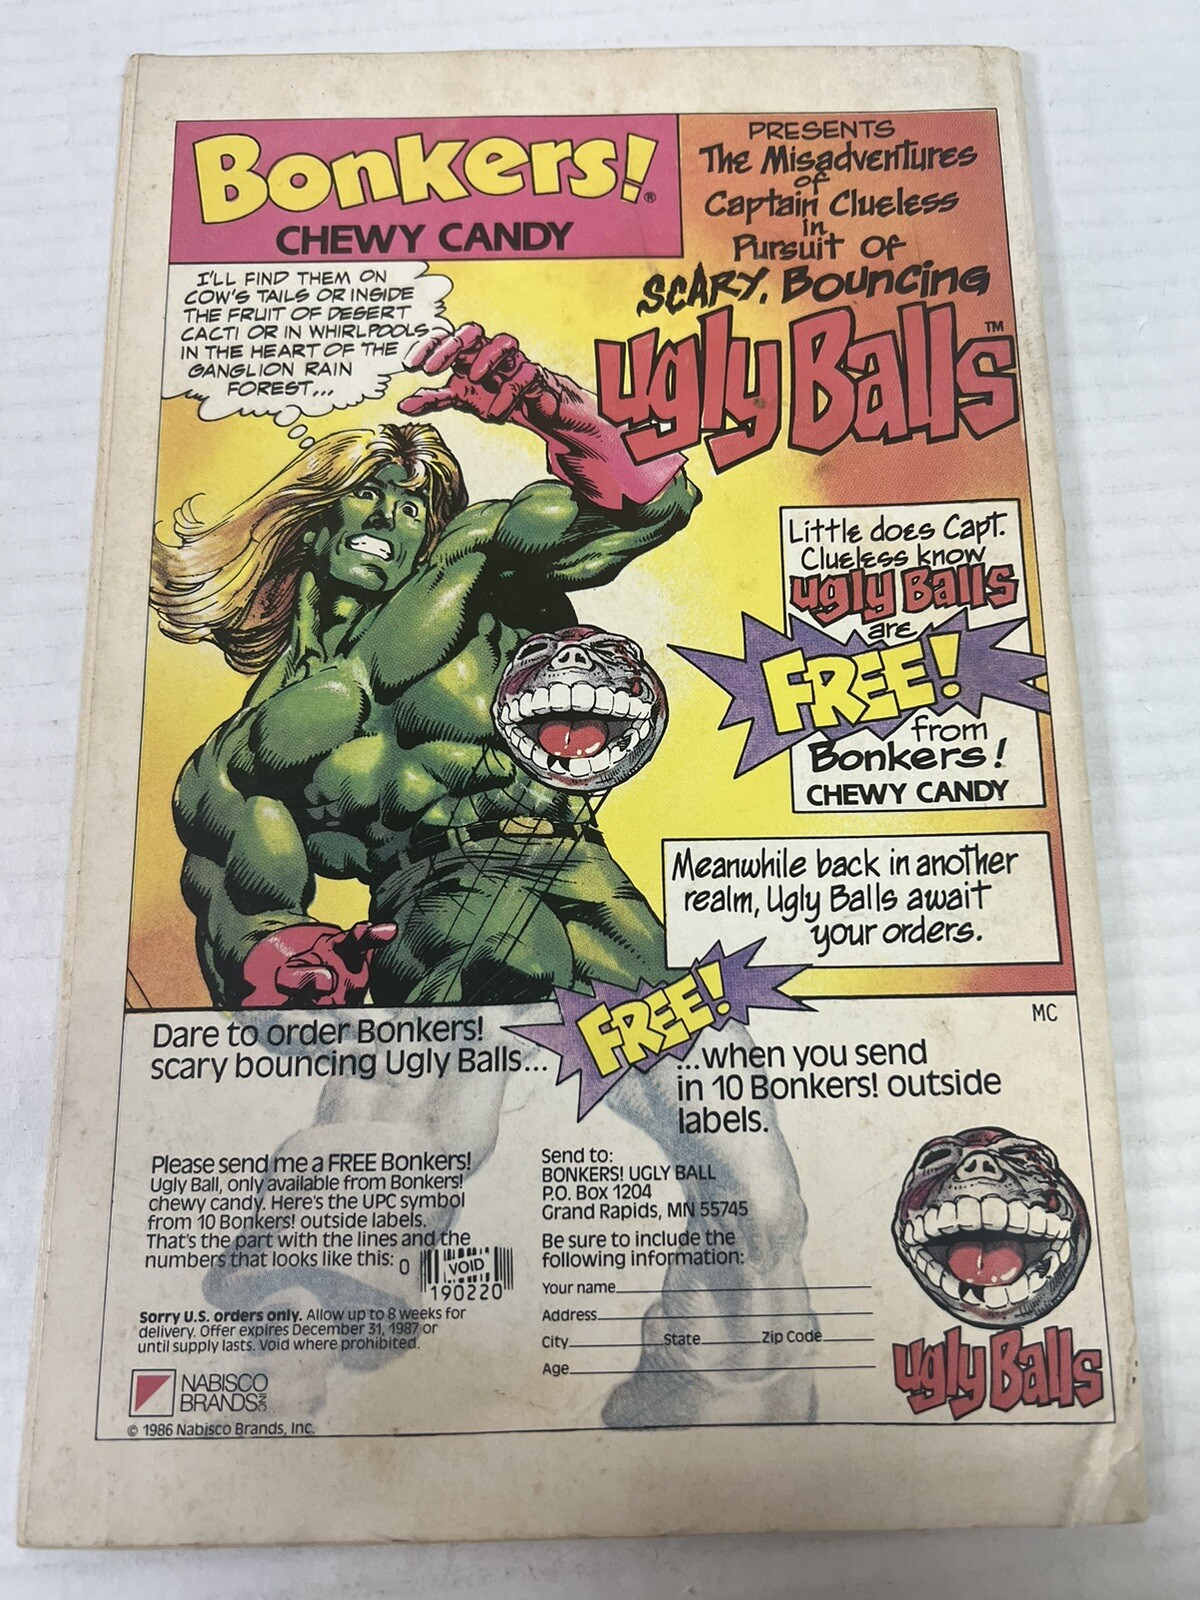 Bonkers!®
CHEWY CANDY
PRESENTS
The Misadventures
of
Captain Clueless
in
Pursuit Of
SCARY, Bouncing
ugly Balls™
I'LL FIND THEM ON
COW'S TAILS OR INSIDE
THE FRUIT OF DESERT
CACTI OR IN WHIRLPOOLS
IN THE HEART OF THE
GANGLION RAIN
FOREST...
Little does Capt.
Clueless know
ugly Balls
are
FREE!
from
Bonkers!
CHEWY CANDY
Meanwhile back in another
realm, Ugly Balls await
your orders.
MC
Dare to order Bonkers!
scary bouncing Ugly Balls...
FREE!
...when you send
in 10 Bonkers! outside
labels.
Please send me a FREE Bonkers!
Ugly Ball, only available from Bonkers!
chewy candy. Here's the UPC symbol
from 10 Bonkers! outside labels.
That's the part with the lines and the
numbers that looks like this:
0
VOID
190220
Sorry U.S. orders only. Allow up to 8 weeks for
delivery. Offer expires December 31, 1987 or
until supply lasts. Void where prohibited.
NABISCO
BRANDS INC
© 1986 Nabisco Brands, Inc.
Send to:
BONKERS! UGLY BALL
P.O. Box 1204
Grand Rapids, MN 55745
Be sure to include the
following information:
Your name
Address
City State Zip Code
Age
ugly Balls